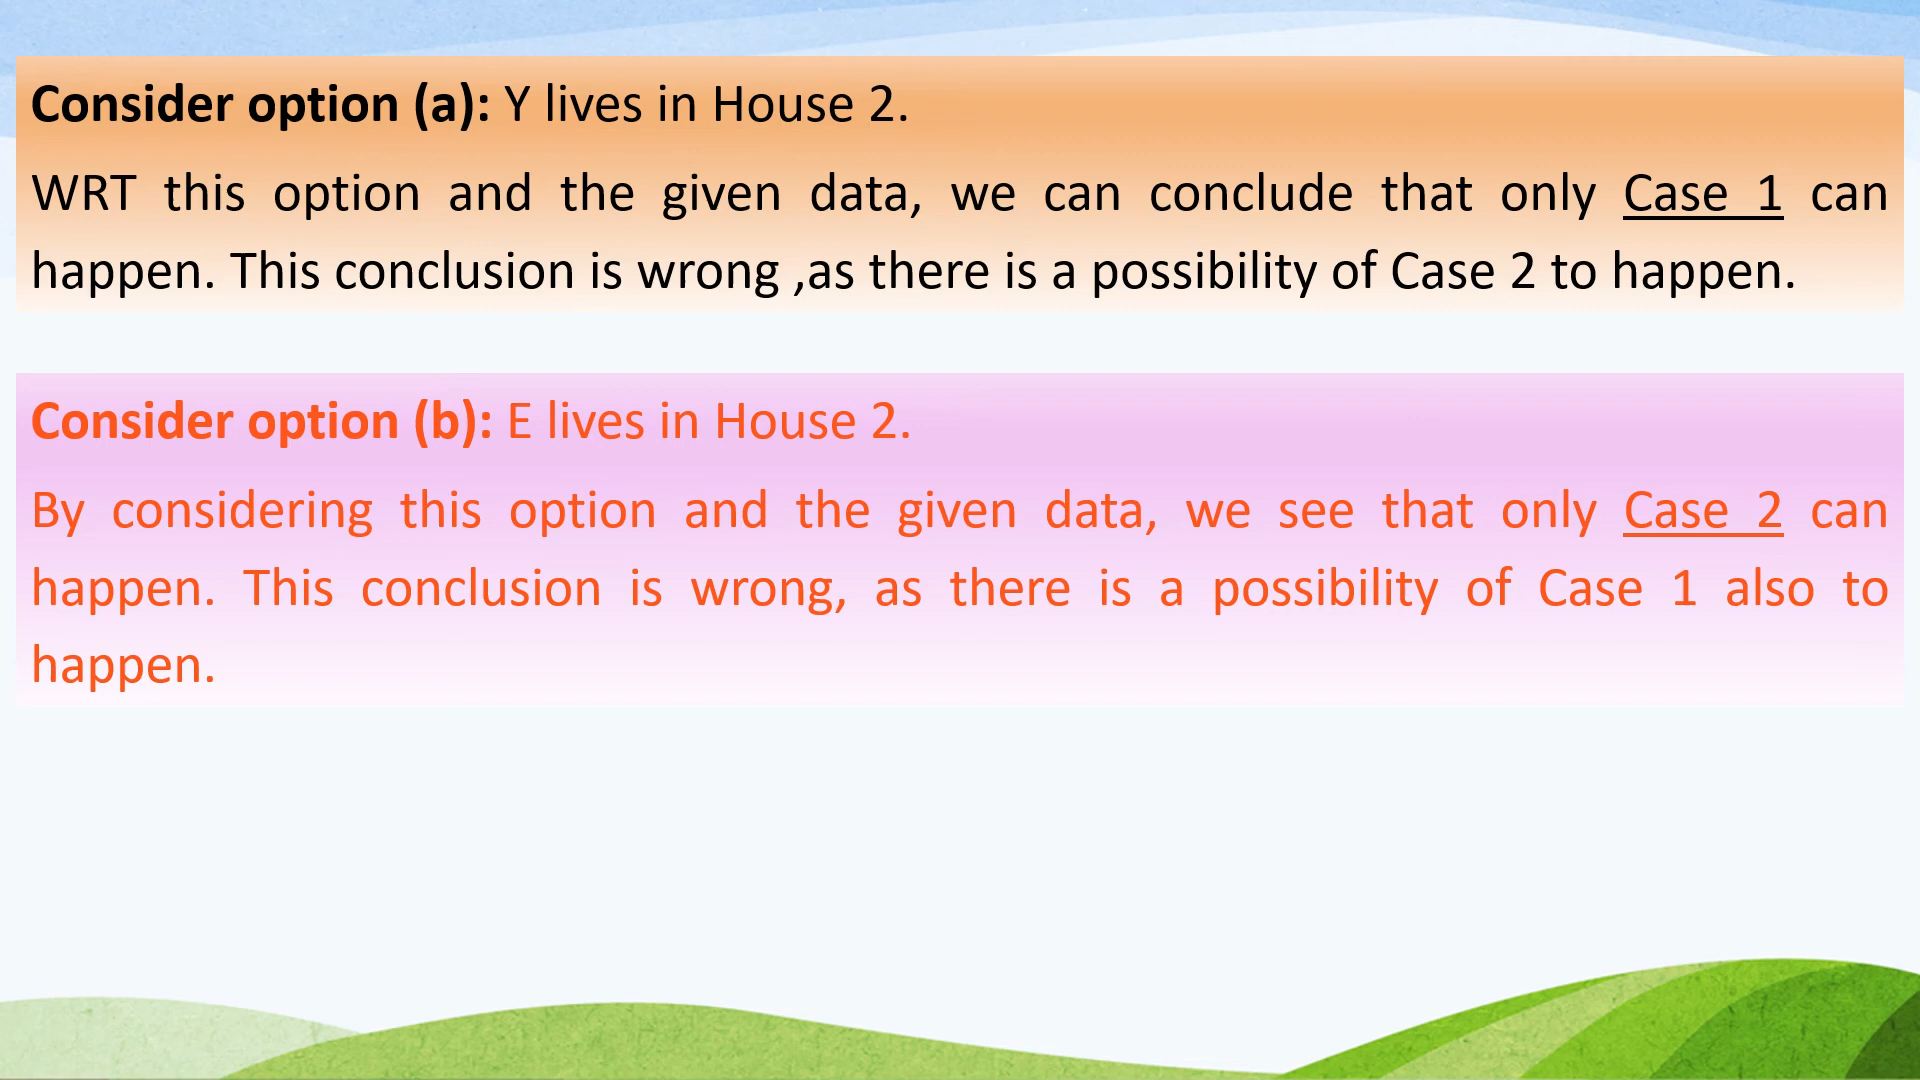 Consider option (a): Y lives in House 2.
WRT this option and the given data, we can conclude that only Case 1 can
happen. This conclusion is wrong ,as there is a possibility of Case 2 to happen.
Consider option (b): E lives in House 2.
By considering this option and the given data, we see that only Case 2 can
happen. This conclusion is wrong, as there is a possibility of Case 1 also to
happen.